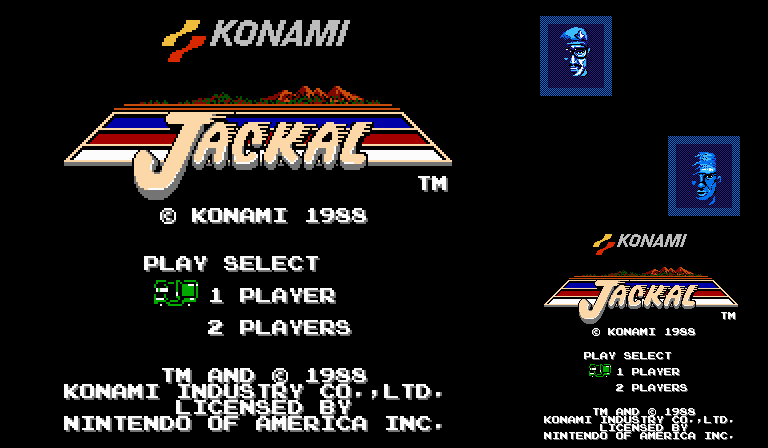 KONAMI
JACKAL
TM
© KONAMI 1988
PLAY SELECT
1 PLAYER
2 PLAYERS
TM AND © 1988
KONAMI INDUSTRY CO.,LTD.
LICENSED BY
NINTENDO OF AMERICA INC.
KONAMI
JACKAL
TM
© KONAMI 1988
PLAY SELECT
1 PLAYER
2 PLAYERS
TM AND © 1988
KONAMI INDUSTRY CO.,LTD.
LICENSED BY
NINTENDO OF AMERICA INC.